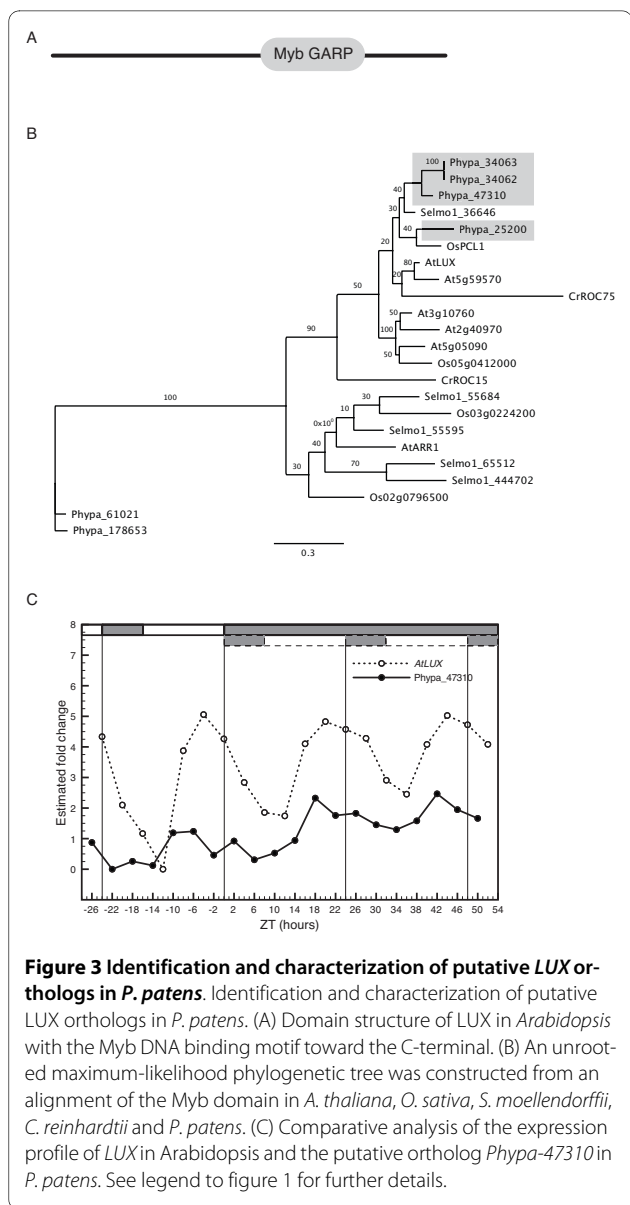 A
Myb GARP
B
100
Phypa_34063
Phypa_34062
40
Phypa_47310
30
Selmo1_36646
40
Phypa_25200
20
OsPCL1
80
AtLUX
50
20
At5g59570
CrROC75
50
At3g10760
At2g40970
100
At5g05090
90
50
Os05g0412000
CrROC15
100
30
Selmo1_55684
10
Os03g0224200
0x10⁰
Selmo1_55595
40
AtARR1
30
70
Selmo1_65512
Selmo1_444702
Os02g0796500
Phypa_61021
Phypa_178653
0.3
C
8
7
6
5
4
3
2
1
0
Estimated fold change
AtLUX
Phypa_47310
-26 -22 -18 -14 -10 -6 -2 2 6 10 14 18 22 26 30 34 38 42 46 50 54
ZT (hours)
Figure 3 Identification and characterization of putative LUX or-
thologs in P. patens. Identification and characterization of putative
LUX orthologs in P. patens. (A) Domain structure of LUX in Arabidopsis
with the Myb DNA binding motif toward the C-terminal. (B) An unroot-
ed maximum-likelihood phylogenetic tree was constructed from an
alignment of the Myb domain in A. thaliana, O. sativa, S. moellendorffii,
C. reinhardtii and P. patens. (C) Comparative analysis of the expression
profile of LUX in Arabidopsis and the putative ortholog Phypa-47310 in
P. patens. See legend to figure 1 for further details.